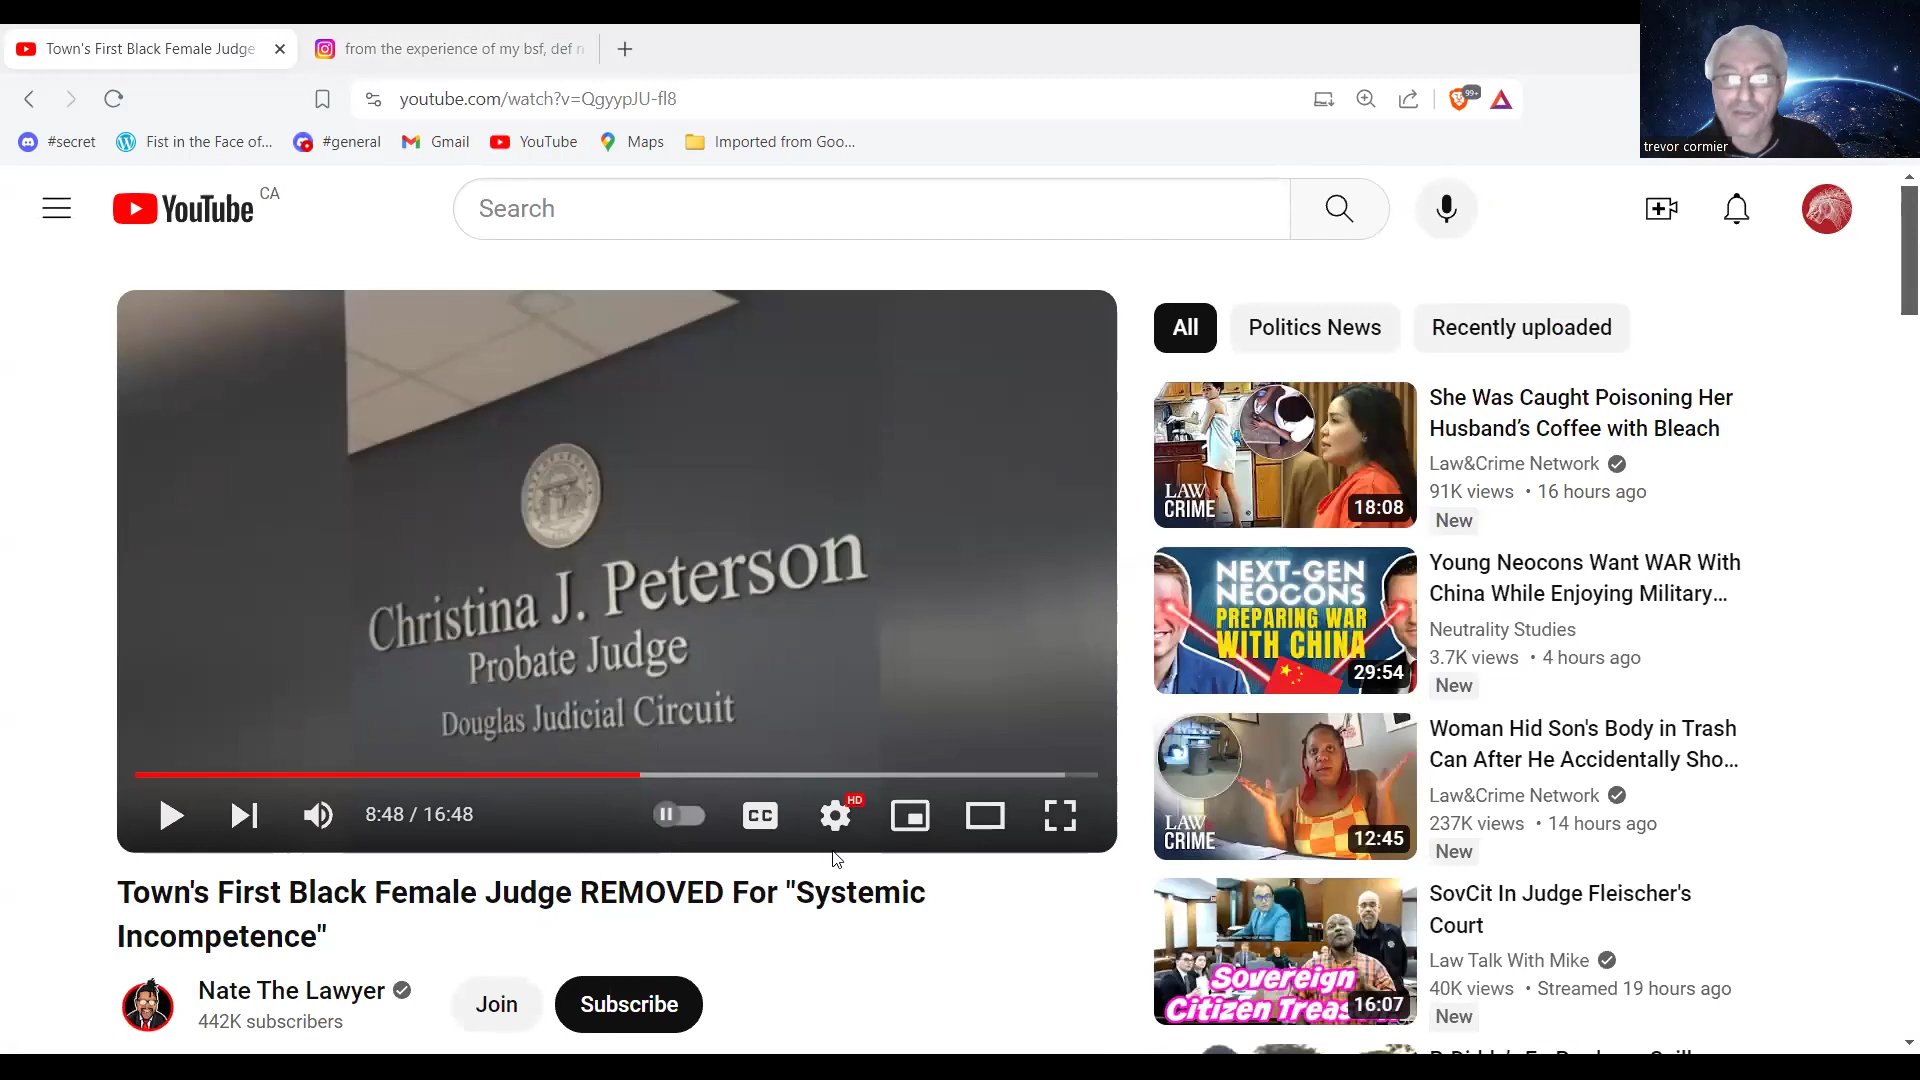 Town's First Black Female Judge
from the experience of my bsf, def n
youtube.com/watch?v=QgyypJU-fl8
99+
#secret
Fist in the Face of...
#general
Gmail
YouTube
Maps
Imported from Goo...
trevor cormier
YouTube
CA
Search
Christina J. Peterson
Probate Judge
Douglas Judicial Circuit
8:48 / 16:48
CC
HD
Town's First Black Female Judge REMOVED For "Systemic
Incompetence"
Nate The Lawyer
442K subscribers
Join
Subscribe
All
Politics News
Recently uploaded
LAW
CRIME
18:08
She Was Caught Poisoning Her
Husband’s Coffee with Bleach
Law&Crime Network
91K views • 16 hours ago
New
NEXT-GEN
NEOCONS
PREPARING WAR
WITH CHINA
29:54
Young Neocons Want WAR With
China While Enjoying Military...
Neutrality Studies
3.7K views • 4 hours ago
New
LAW
CRIME
12:45
Woman Hid Son's Body in Trash
Can After He Accidentally Sho...
Law&Crime Network
237K views • 14 hours ago
New
Sovereign
Citizen Treas
16:07
SovCit In Judge Fleischer's
Court
Law Talk With Mike
40K views • Streamed 19 hours ago
New